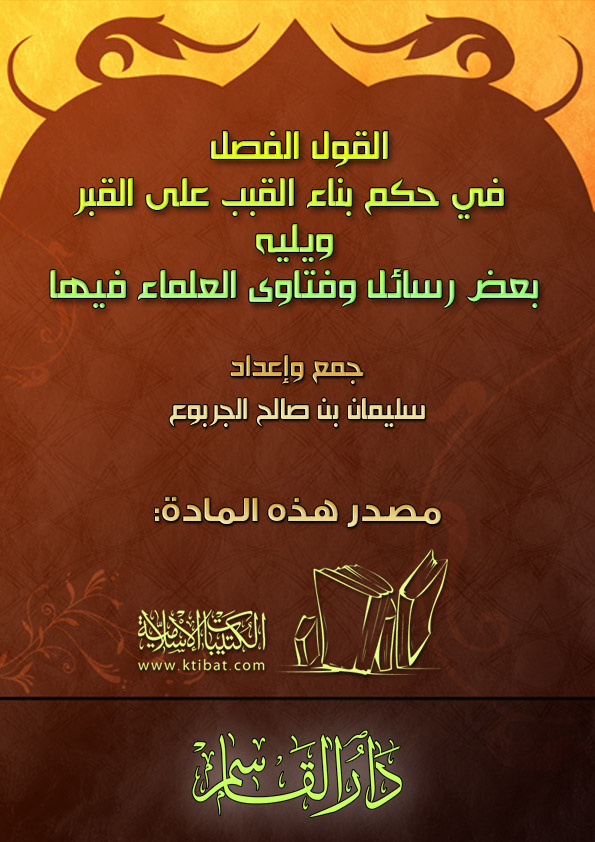 القول الفصل
في حكم بناء القبب على القبر
ويليه
بعض رسائل وفتاوى العلماء فيها
جمع وإعداد
سليمان بن صالح الجربوع
مصدر هذه المادة:
الكتيبات الإسلامية
www.ktibat.com
دار القاسم